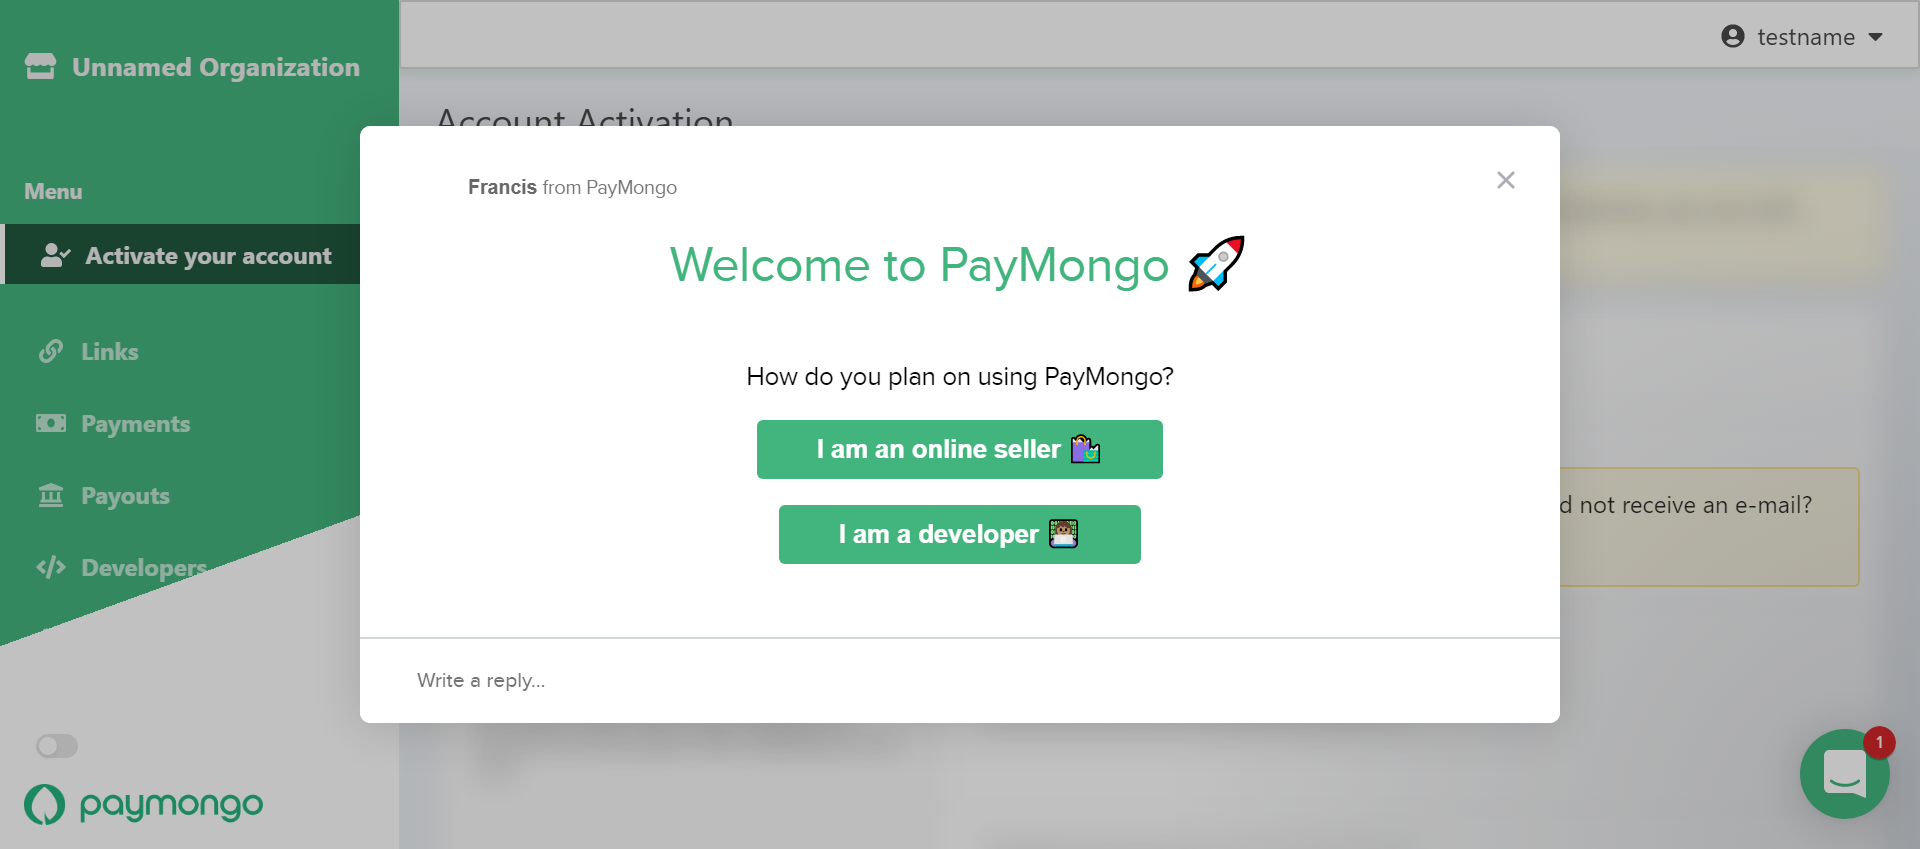 Unnamed Organization
testname
Account Activation
Menu
Activate your account
Links
Payments
Payouts
Developers
Francis from PayMongo
Welcome to PayMongo 🚀
How do you plan on using PayMongo?
I am an online seller 🛍️
I am a developer 👩🏽‍💻
Write a reply...
d not receive an e-mail?
1
paymongo